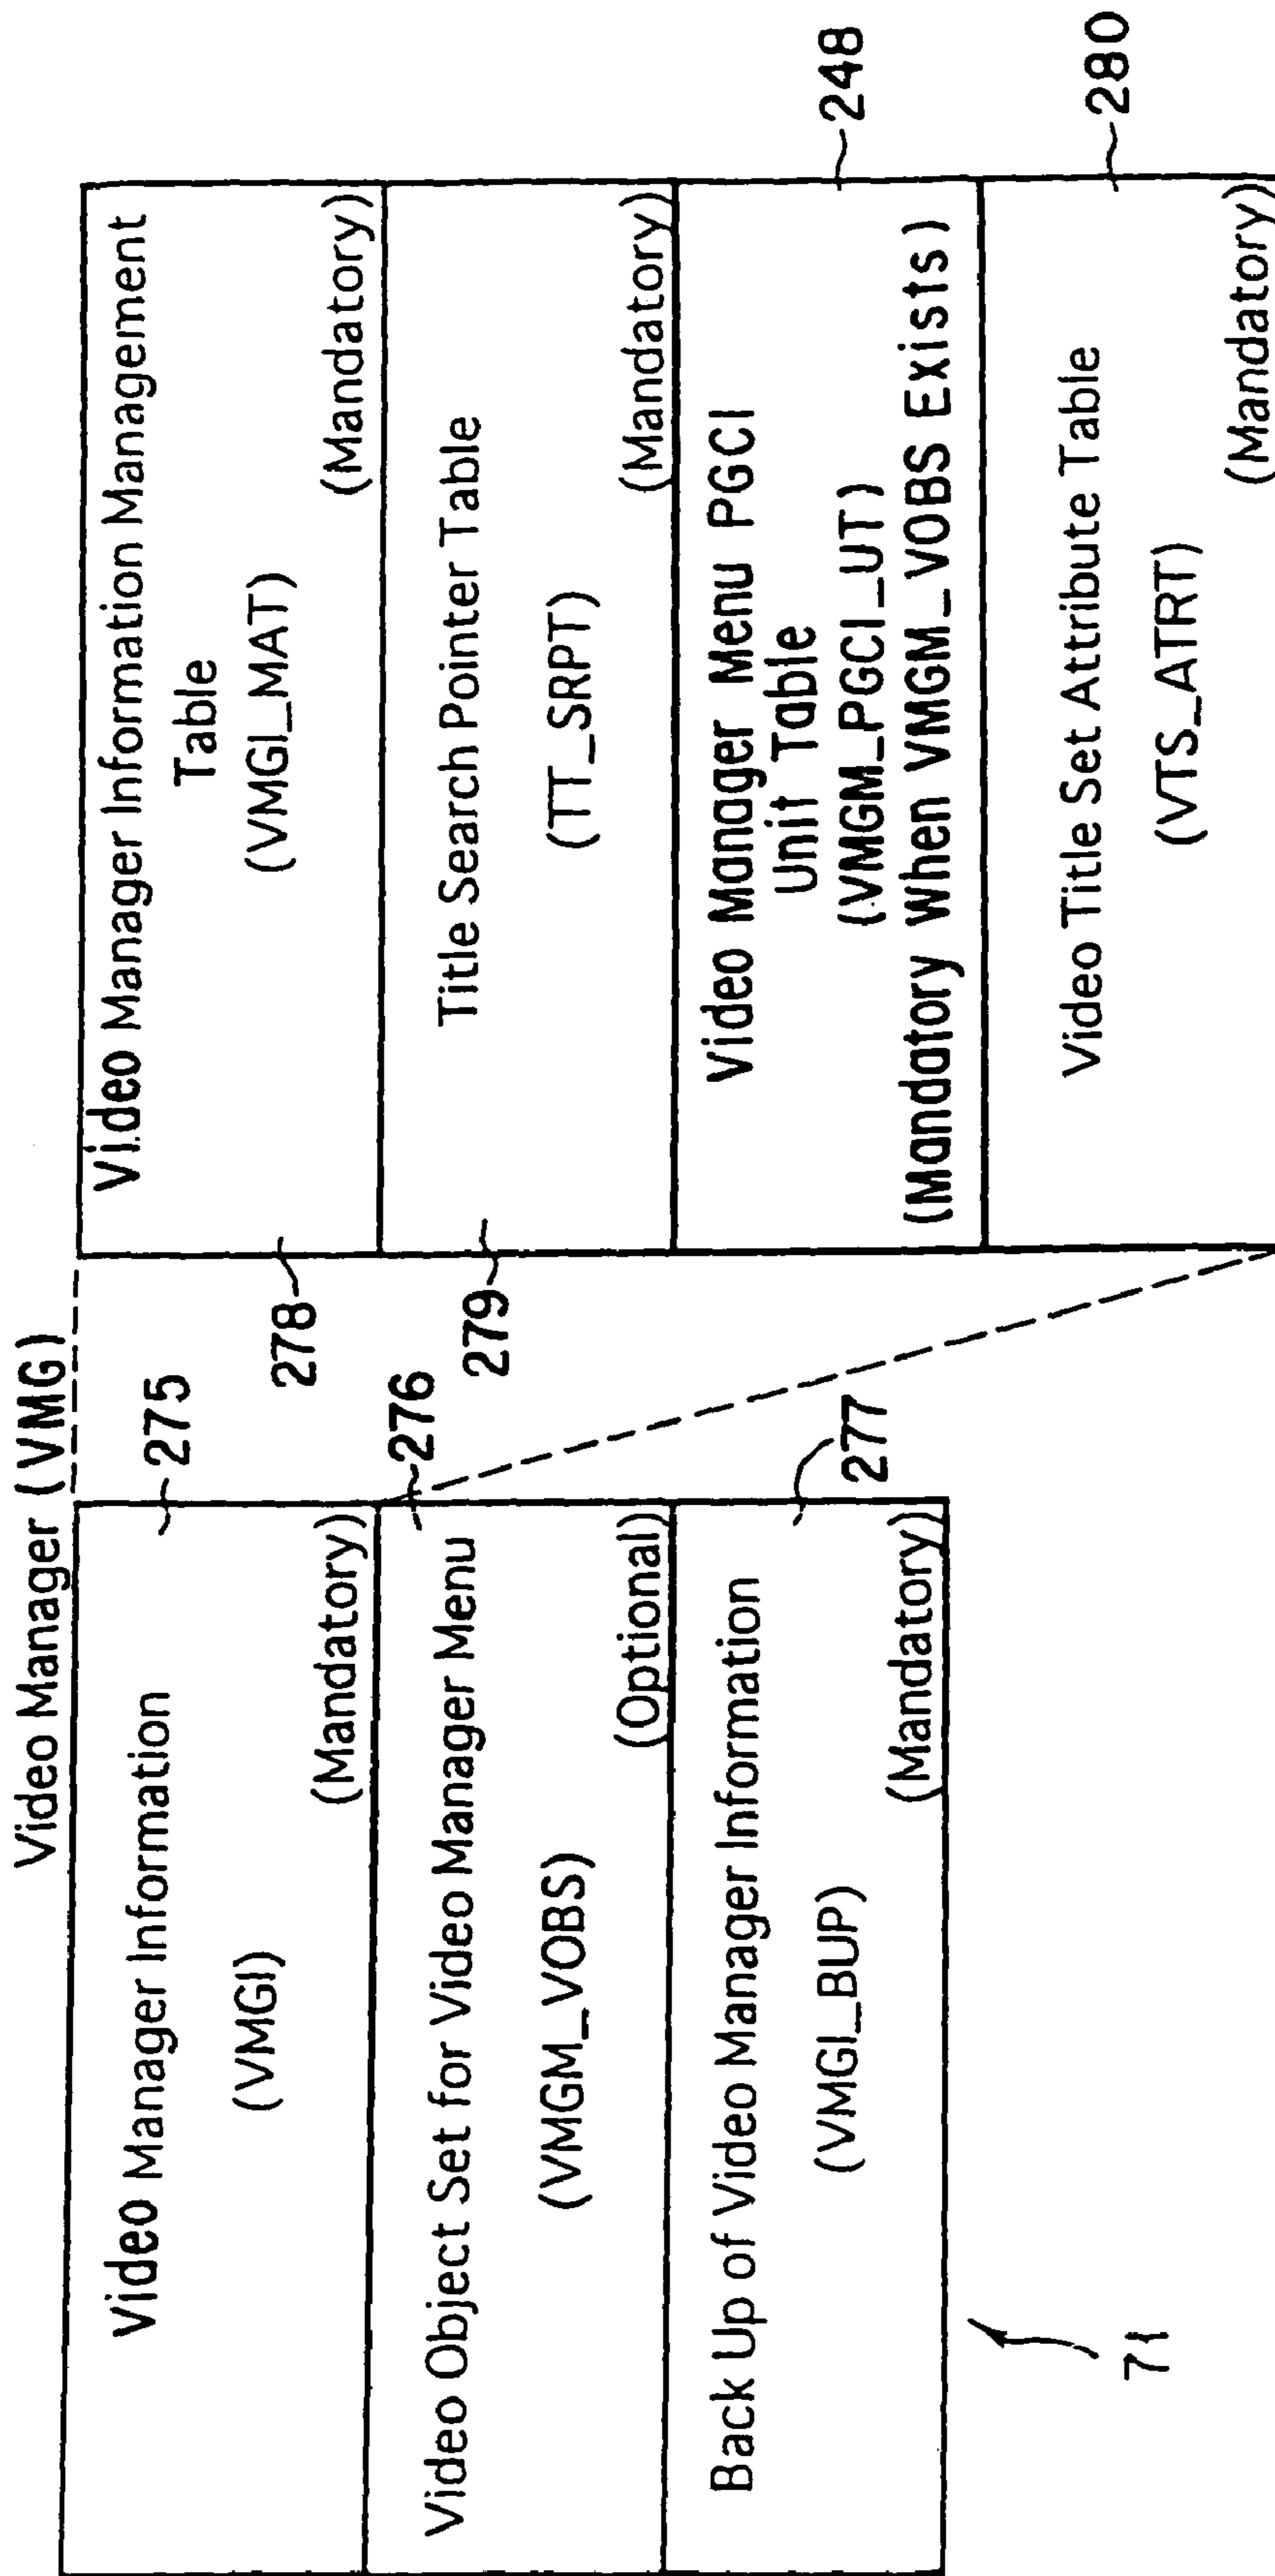 Video Manager (VMG)
Video Manager Information
(VMGI)
(Mandatory)
275
Video Object Set for Video Manager Menu
(VMGM_VOBS)
(Optional)
276
Back Up of Video Manager Information
(VMGI_BUP)
(Mandatory)
277
71
Video Manager Information Management
Table
(VMGI_MAT)
(Mandatory)
278
Title Search Pointer Table
(TT_SRPT)
(Mandatory)
279
Video Manager Menu PGCI
Unit Table
(VMGM_PGCI_UT)
(Mandatory When VMGM_VOBS Exists)
248
Video Title Set Attribute Table
(VTS_ATRT)
(Mandatory)
280